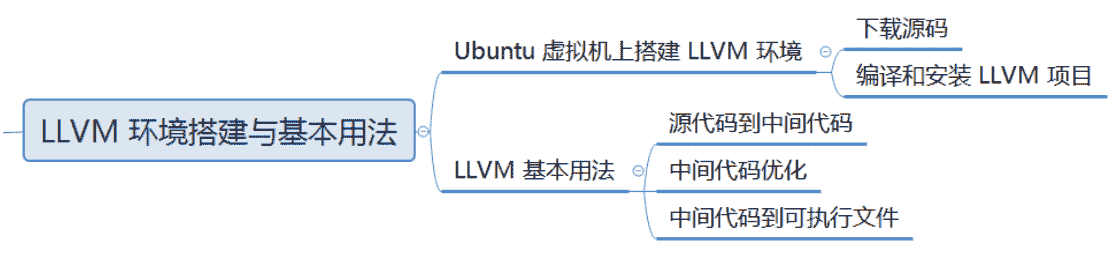 LLVM 环境搭建与基本用法
Ubuntu 虚拟机上搭建 LLVM 环境
下载源码
编译和安装 LLVM 项目
LLVM 基本用法
源代码到中间代码
中间代码优化
中间代码到可执行文件